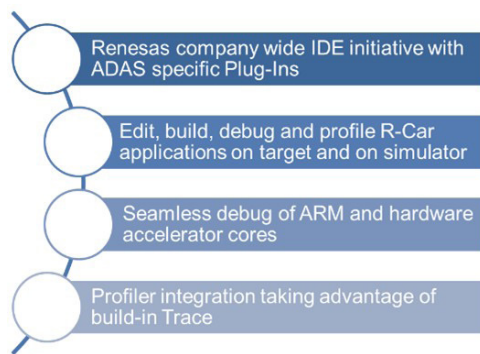 Renesas company wide IDE initiative with
ADAS specific Plug-Ins
Edit, build, debug and profile R-Car
applications on target and on simulator
Seamless debug of ARM and hardware
accelerator cores
Profiler integration taking advantage of
build-in Trace